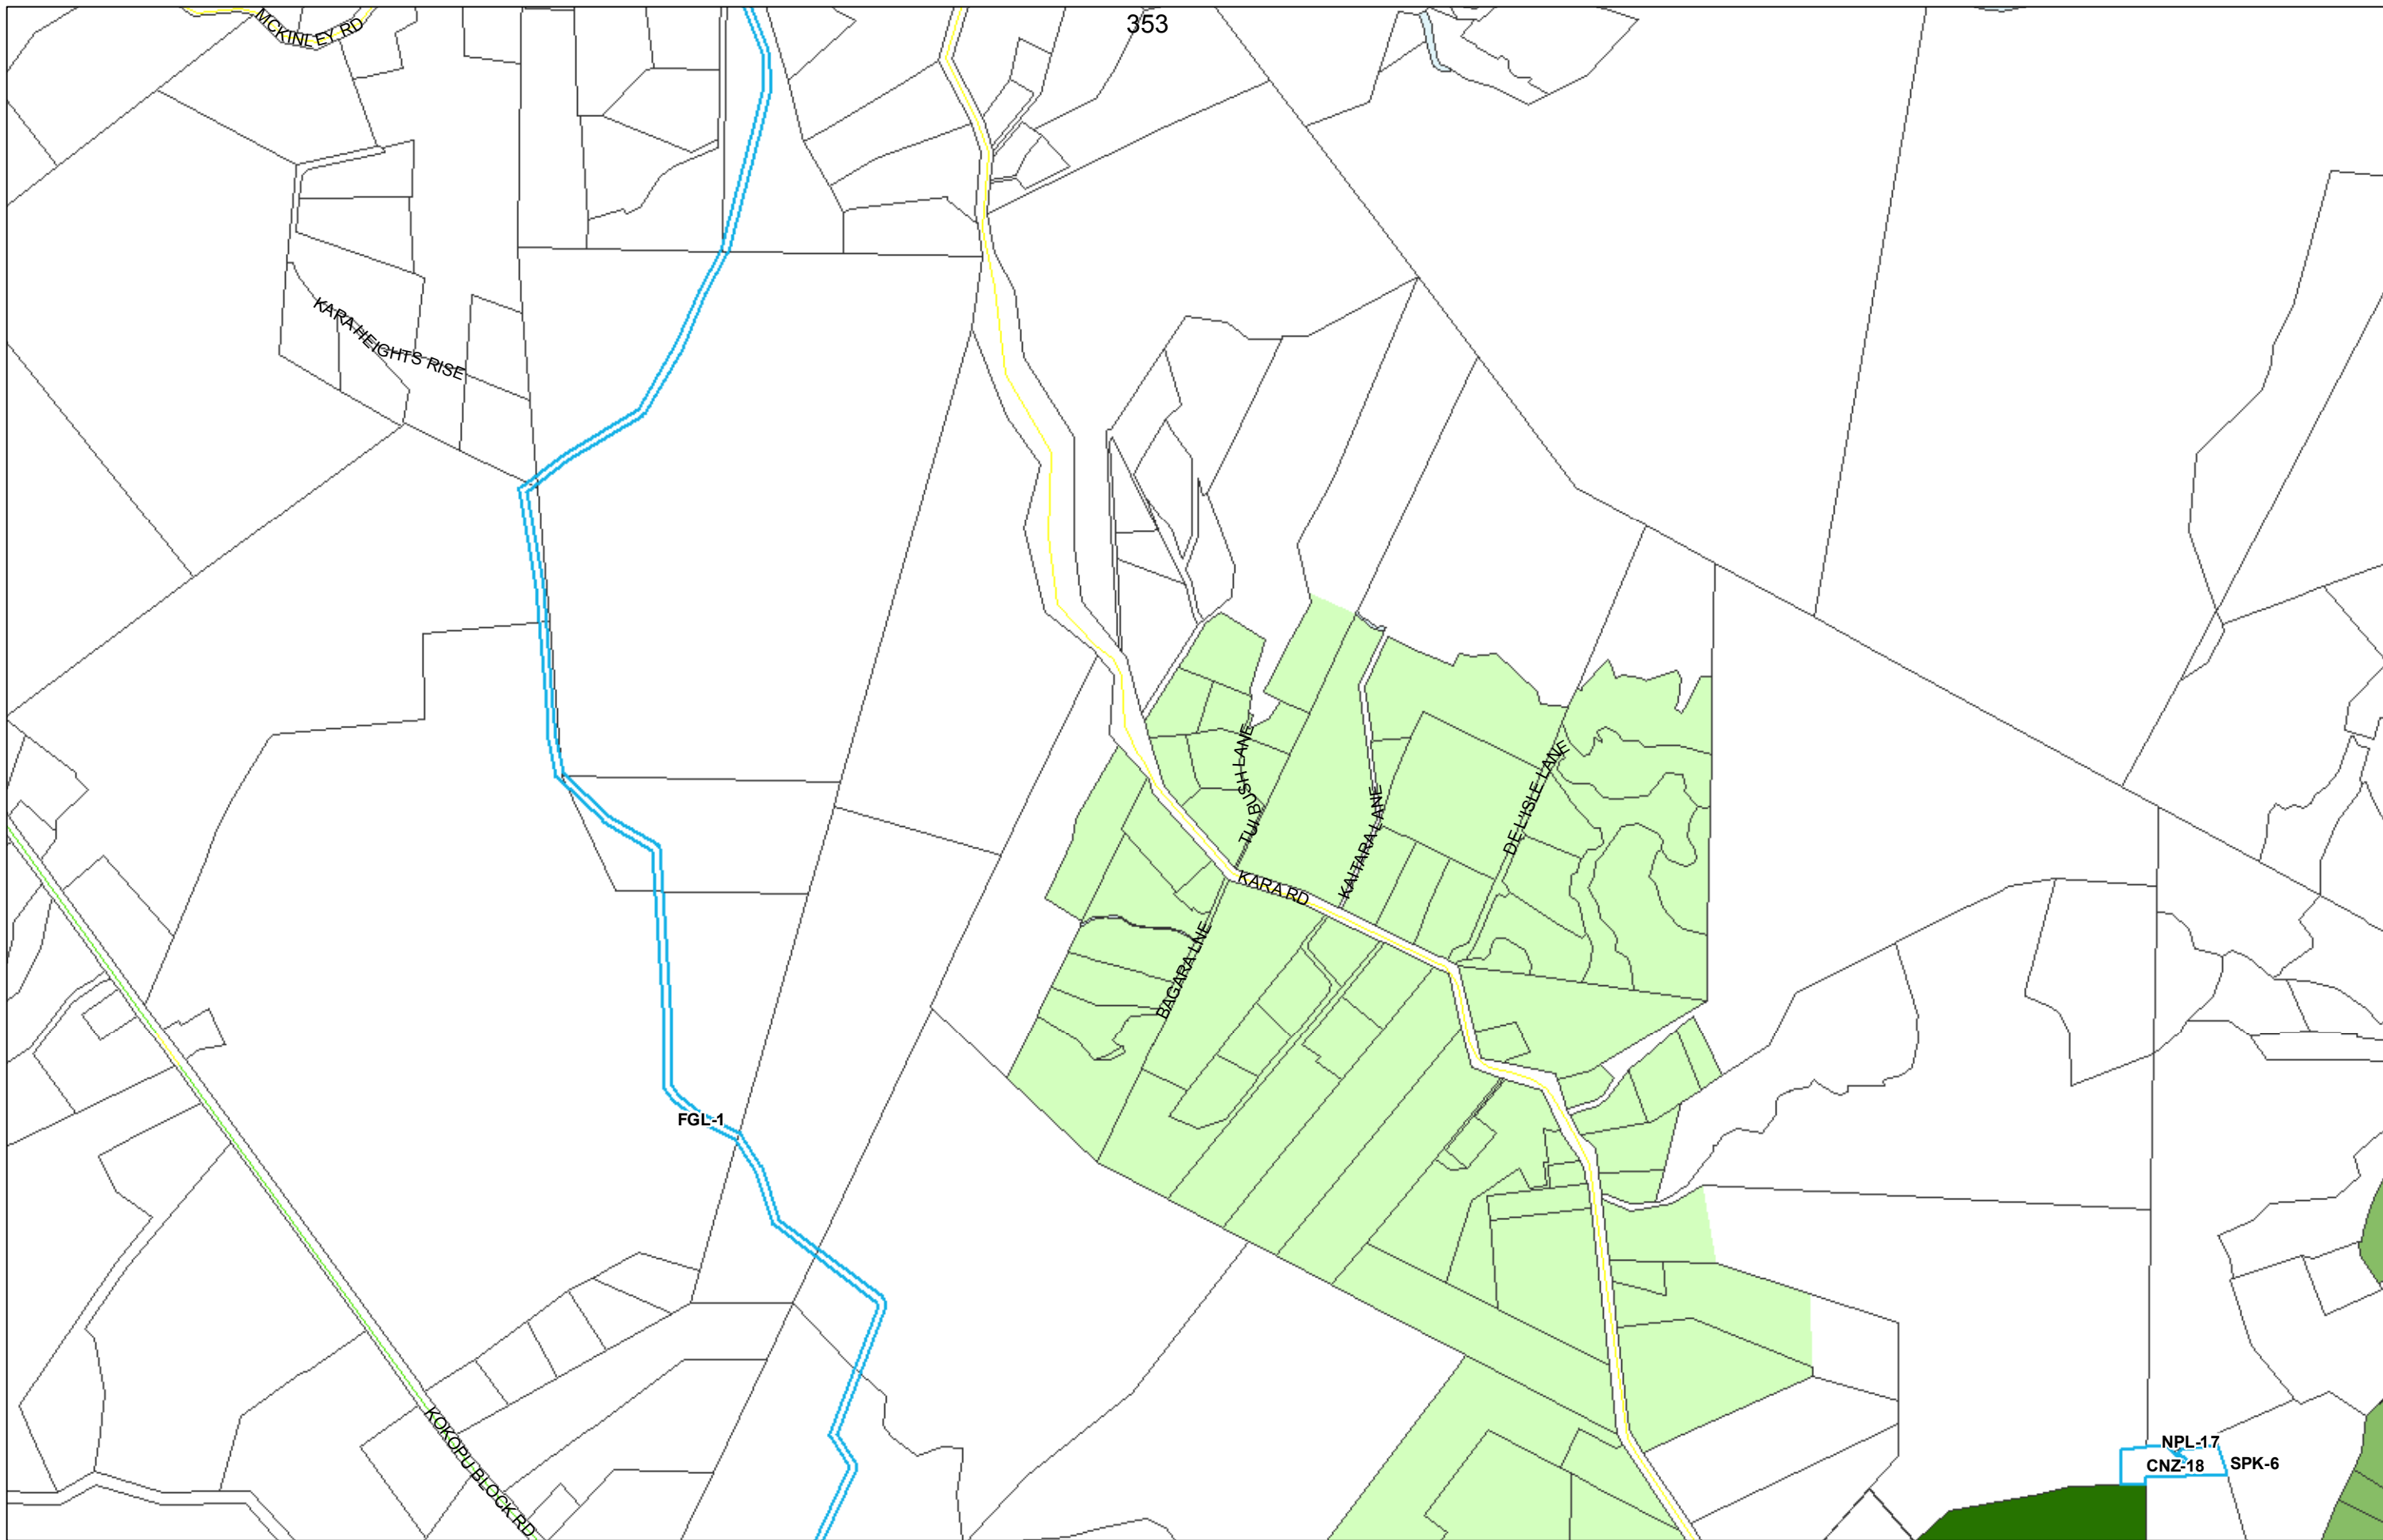 353
MCKINLEY RD
KARA HEIGHTS RISE
TUI BUSH LANE
KAITARA LANE
DE L'ISLE LANE
KARA RD
BAGARA LNE
FGL-1
KOKOPU BLOCK RD
NPL-17
CNZ-18
SPK-6